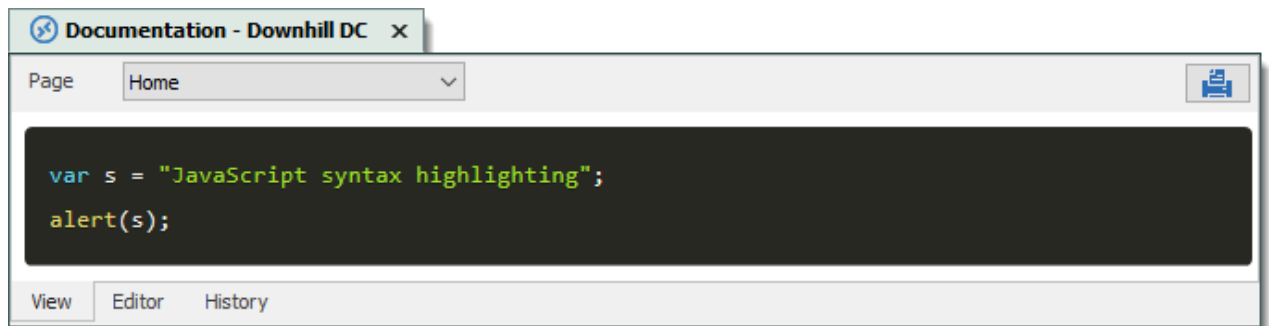 Documentation - Downhill DC
Page Home
var s = "JavaScript syntax highlighting";
alert(s);
View Editor History